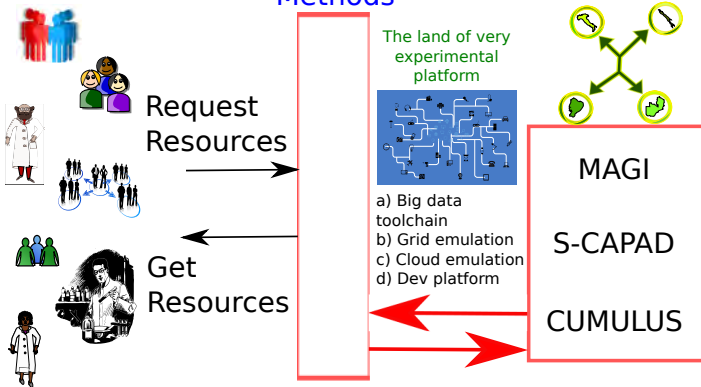 Methods
The land of very
experimental
platform
Request
Resources
a) Big data
toolchain
b) Grid emulation
c) Cloud emulation
d) Dev platform
Get
Resources
MAGI
S-CAPAD
CUMULUS